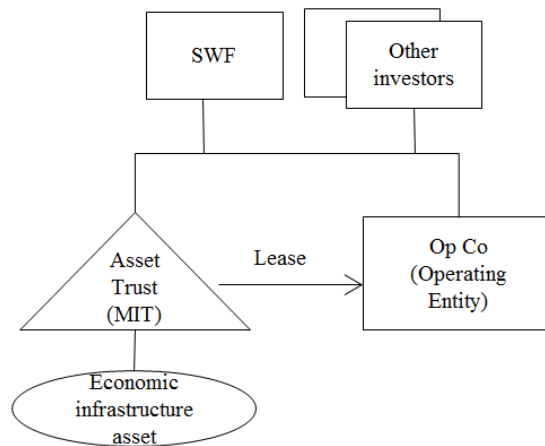 SWF
Other
investors
Asset
Trust
(MIT)
Lease
Op Co
(Operating
Entity)
Economic
infrastructure
asset